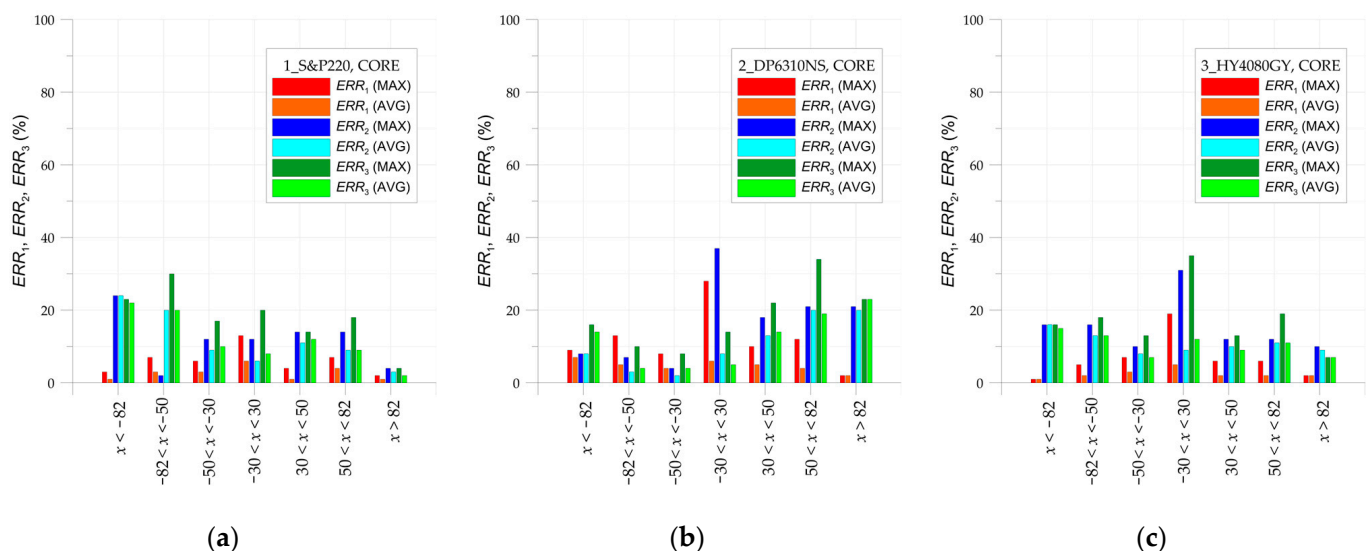 100
80
60
40
20
0
ERR₁, ERR₂, ERR₃ (%)
1_S&P220, CORE
ERR₁ (MAX)
ERR₁ (AVG)
ERR₂ (MAX)
ERR₂ (AVG)
ERR₃ (MAX)
ERR₃ (AVG)
x < −82
−82 < x < −50
−50 < x < −30
−30 < x < 30
30 < x < 50
50 < x < 82
x > 82
(a)
100
80
60
40
20
0
ERR₁, ERR₂, ERR₃ (%)
2_DP6310NS, CORE
ERR₁ (MAX)
ERR₁ (AVG)
ERR₂ (MAX)
ERR₂ (AVG)
ERR₃ (MAX)
ERR₃ (AVG)
x < −82
−82 < x < −50
−50 < x < −30
−30 < x < 30
30 < x < 50
50 < x < 82
x > 82
(b)
100
80
60
40
20
0
ERR₁, ERR₂, ERR₃ (%)
3_HY4080GY, CORE
ERR₁ (MAX)
ERR₁ (AVG)
ERR₂ (MAX)
ERR₂ (AVG)
ERR₃ (MAX)
ERR₃ (AVG)
x < −82
−82 < x < −50
−50 < x < −30
−30 < x < 30
30 < x < 50
50 < x < 82
x > 82
(c)